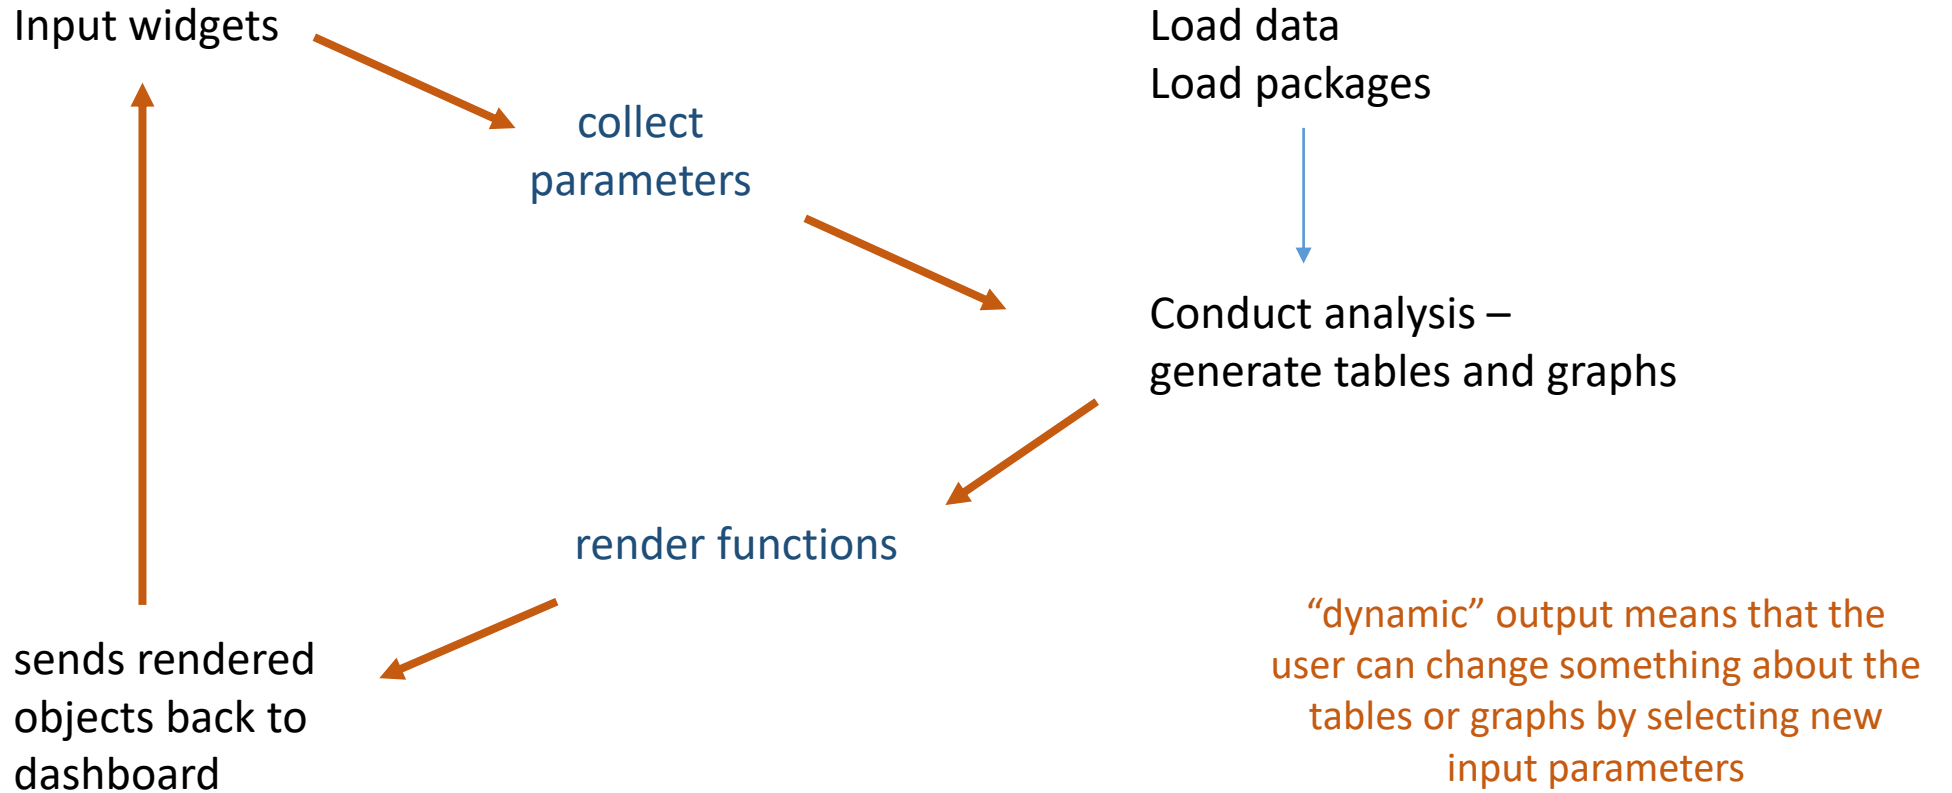 Input widgets
Load data
Load packages
collect
parameters
Conduct analysis –
generate tables and graphs
render functions
sends rendered
objects back to
dashboard
“dynamic” output means that the
user can change something about the
tables or graphs by selecting new
input parameters